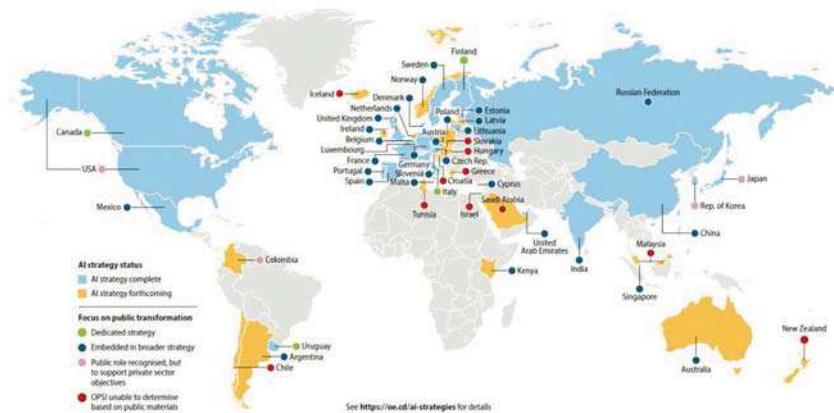 Finland
Sweden
Norway
Iceland
Denmark
Netherlands
United Kingdom
Ireland
Belgium
Luxembourg
France
Portugal
Spain
Malta
Germany
Slovenia
Austria
Poland
Estonia
Latvia
Lithuania
Slovakia
Hungary
Czech Rep.
Greece
Croatia
Italy
Cyprus
Russian Federation
Canada
USA
Mexico
Tunisia
Israel
Saudi Arabia
United
Arab Emirates
India
China
Japan
Rep. of Korea
Malaysia
Singapore
Kenya
Colombia
Uruguay
Argentina
Chile
Australia
New Zealand
AI strategy status
AI strategy complete
AI strategy forthcoming
Focus on public transformation
Dedicated strategy
Embedded in broader strategy
Public role recognised, but
to support private sector
objectives
OPSI unable to determine
based on public materials
See https://oe.cd/ai-strategies for details